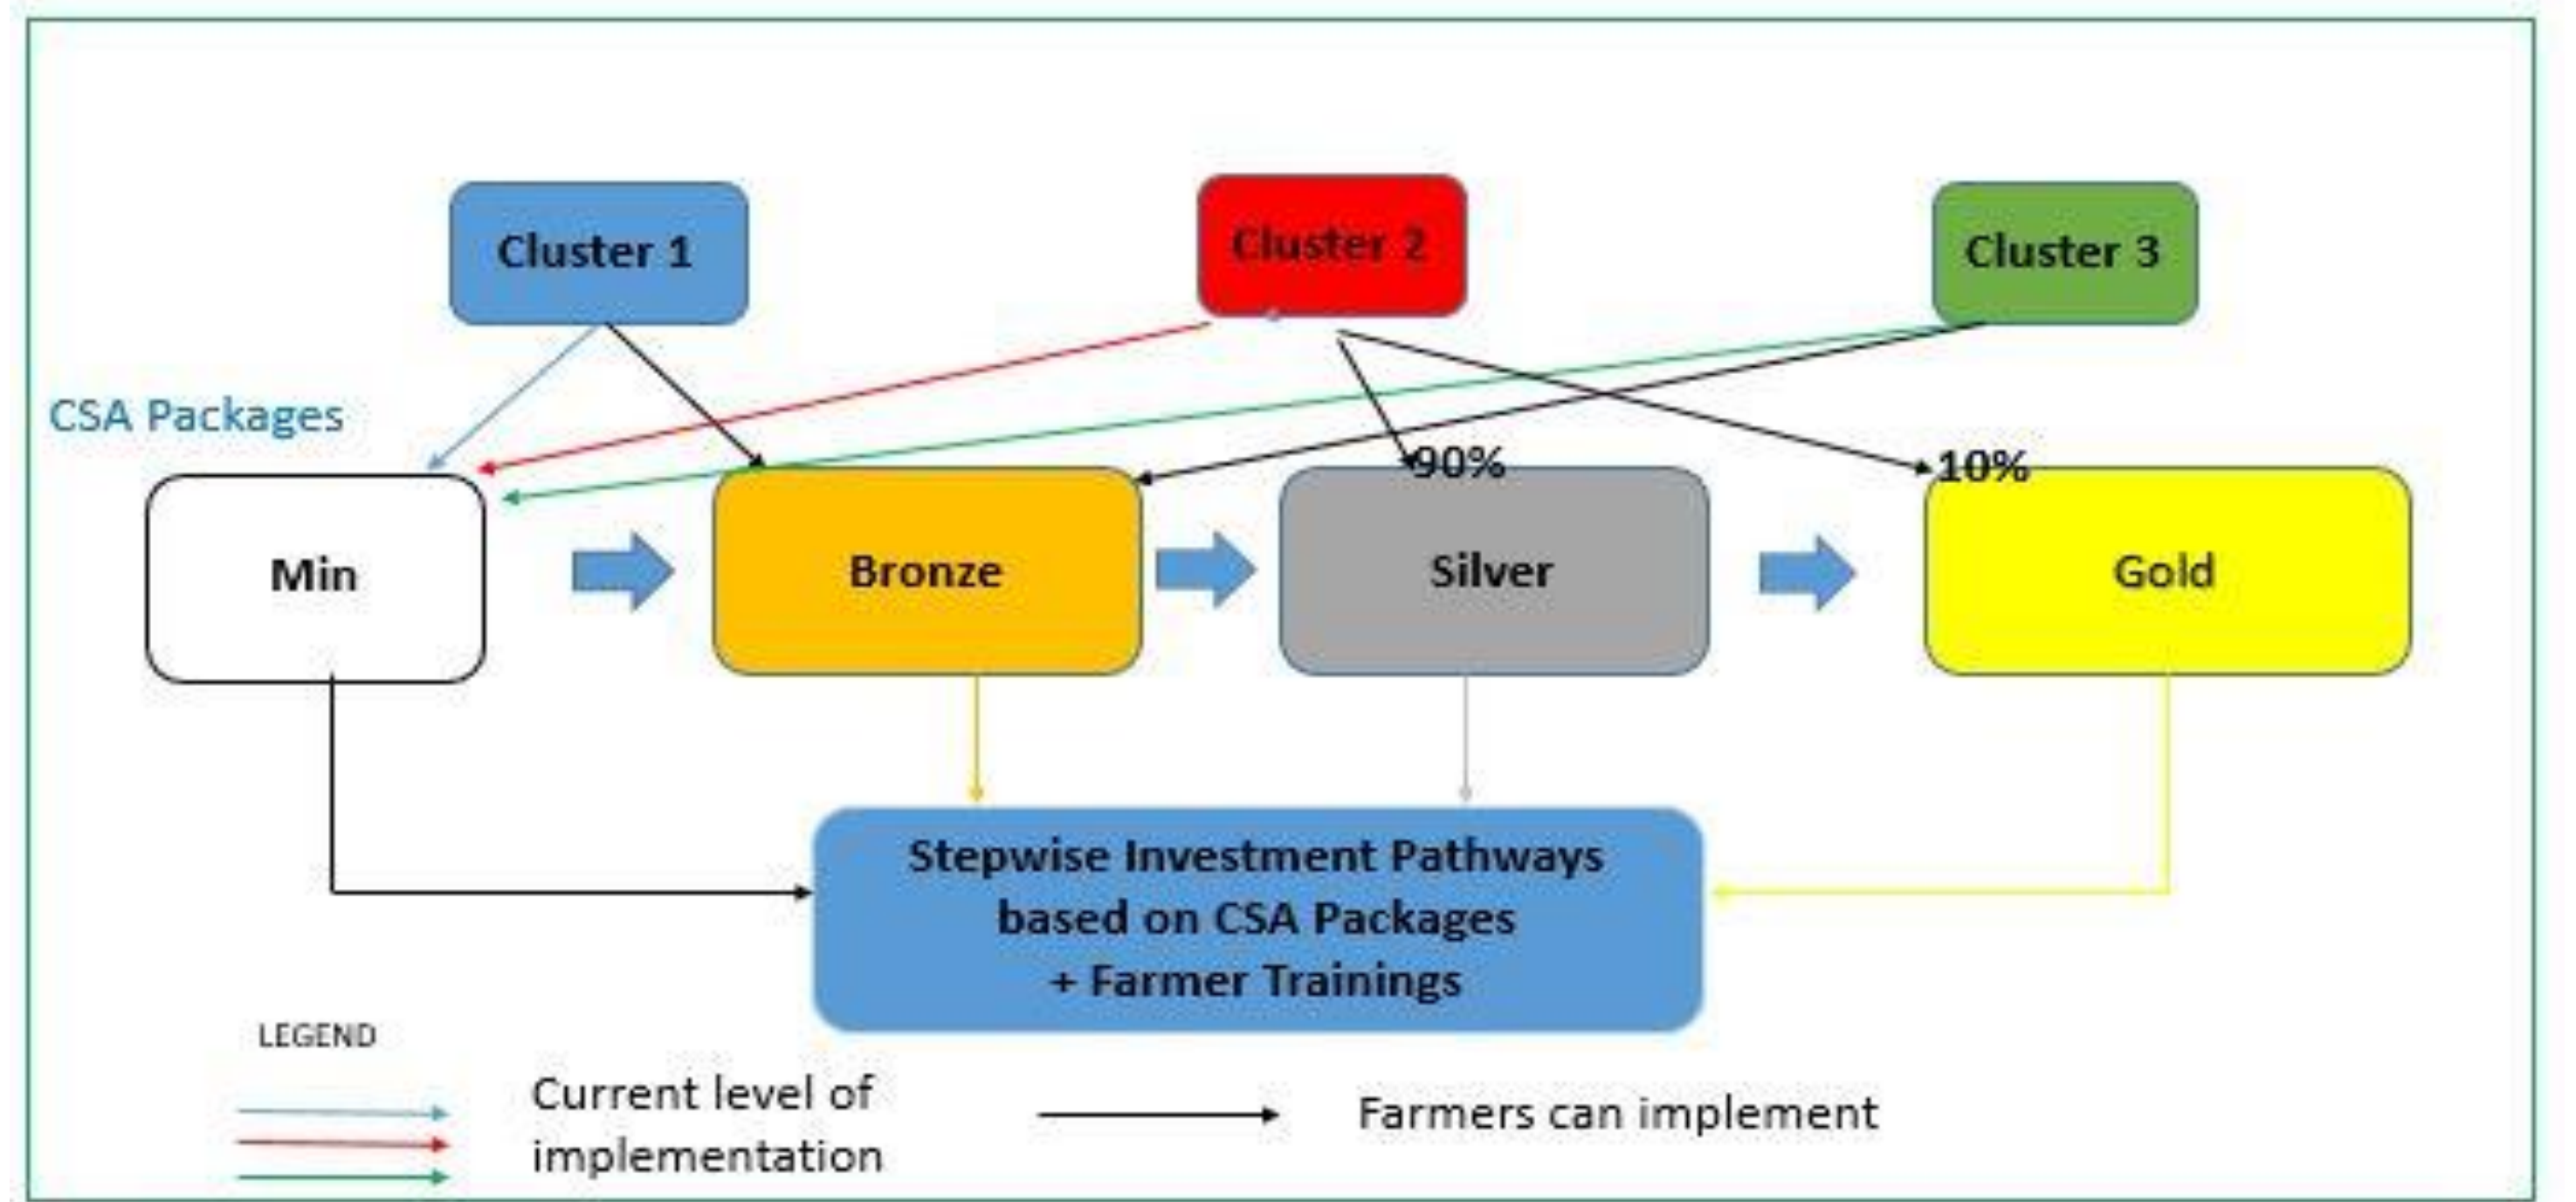 Cluster 1
Cluster 2
Cluster 3
CSA Packages
90%
10%
Min
Bronze
Silver
Gold
Stepwise Investment Pathways
based on CSA Packages
+ Farmer Trainings
LEGEND
Current level of
implementation
Farmers can implement